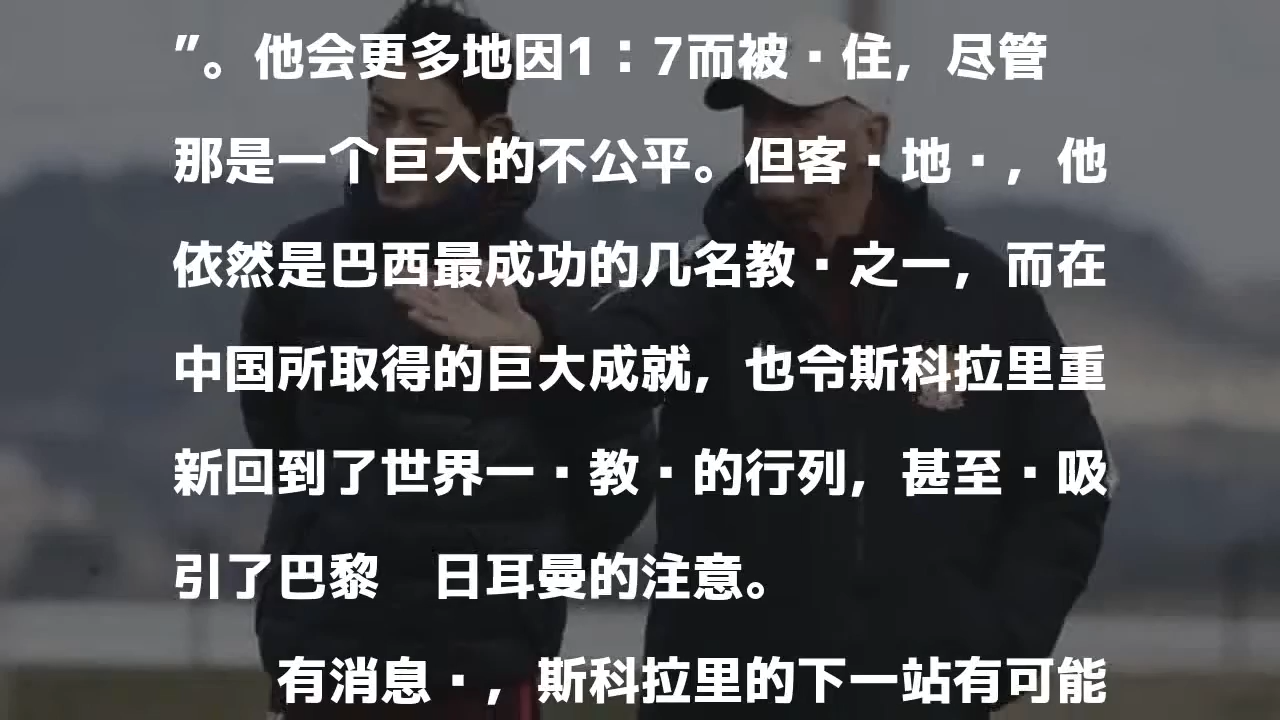 ”。他会更多地因1：7而被·住，尽管
那是一个巨大的不公平。但客·地·，他
依然是巴西最成功的几名教·之一，而在
中国所取得的巨大成就，也令斯科拉里重
新回到了世界一·教·的行列，甚至·吸
引了巴黎　日耳曼的注意。
有消息·，斯科拉里的下一站有可能